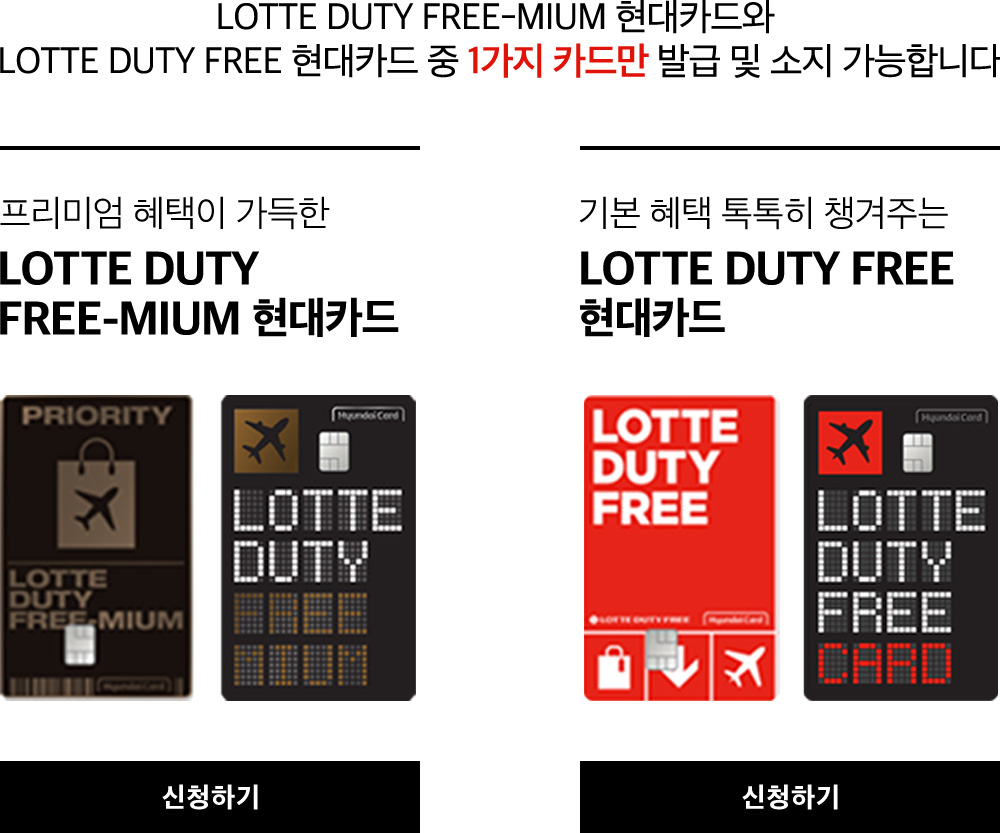 LOTTE DUTY FREE-MIUM 현대카드와
LOTTE DUTY FREE 현대카드 중 1가지 카드만 발급 및 소지 가능합니다
프리미엄 혜택이 가득한
LOTTE DUTY
FREE-MIUM 현대카드
PRIORITY
LOTTE
DUTY
FREE-MIUM
Hyundai Card
Hyundai Card
LOTTE
DUTY
FREE
MIUM
신청하기
기본 혜택 톡톡히 챙겨주는
LOTTE DUTY FREE
현대카드
LOTTE
DUTY
FREE
LOTTE DUTY FREE
Hyundai Card
Hyundai Card
LOTTE
DUTY
FREE
CARD
신청하기